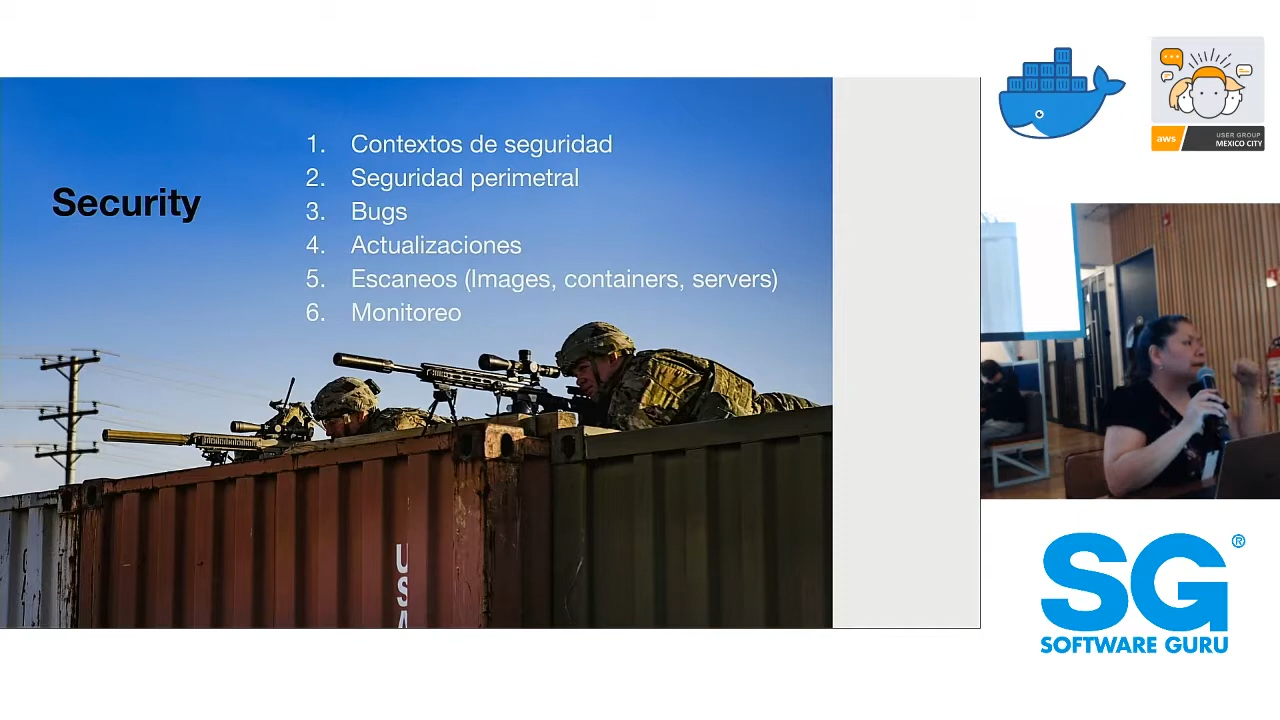 Security
1. Contextos de seguridad
2. Seguridad perimetral
3. Bugs
4. Actualizaciones
5. Escaneos (Images, containers, servers)
6. Monitoreo
USA
aws
USER GROUP
MEXICO CITY
SG®
SOFTWARE GURU